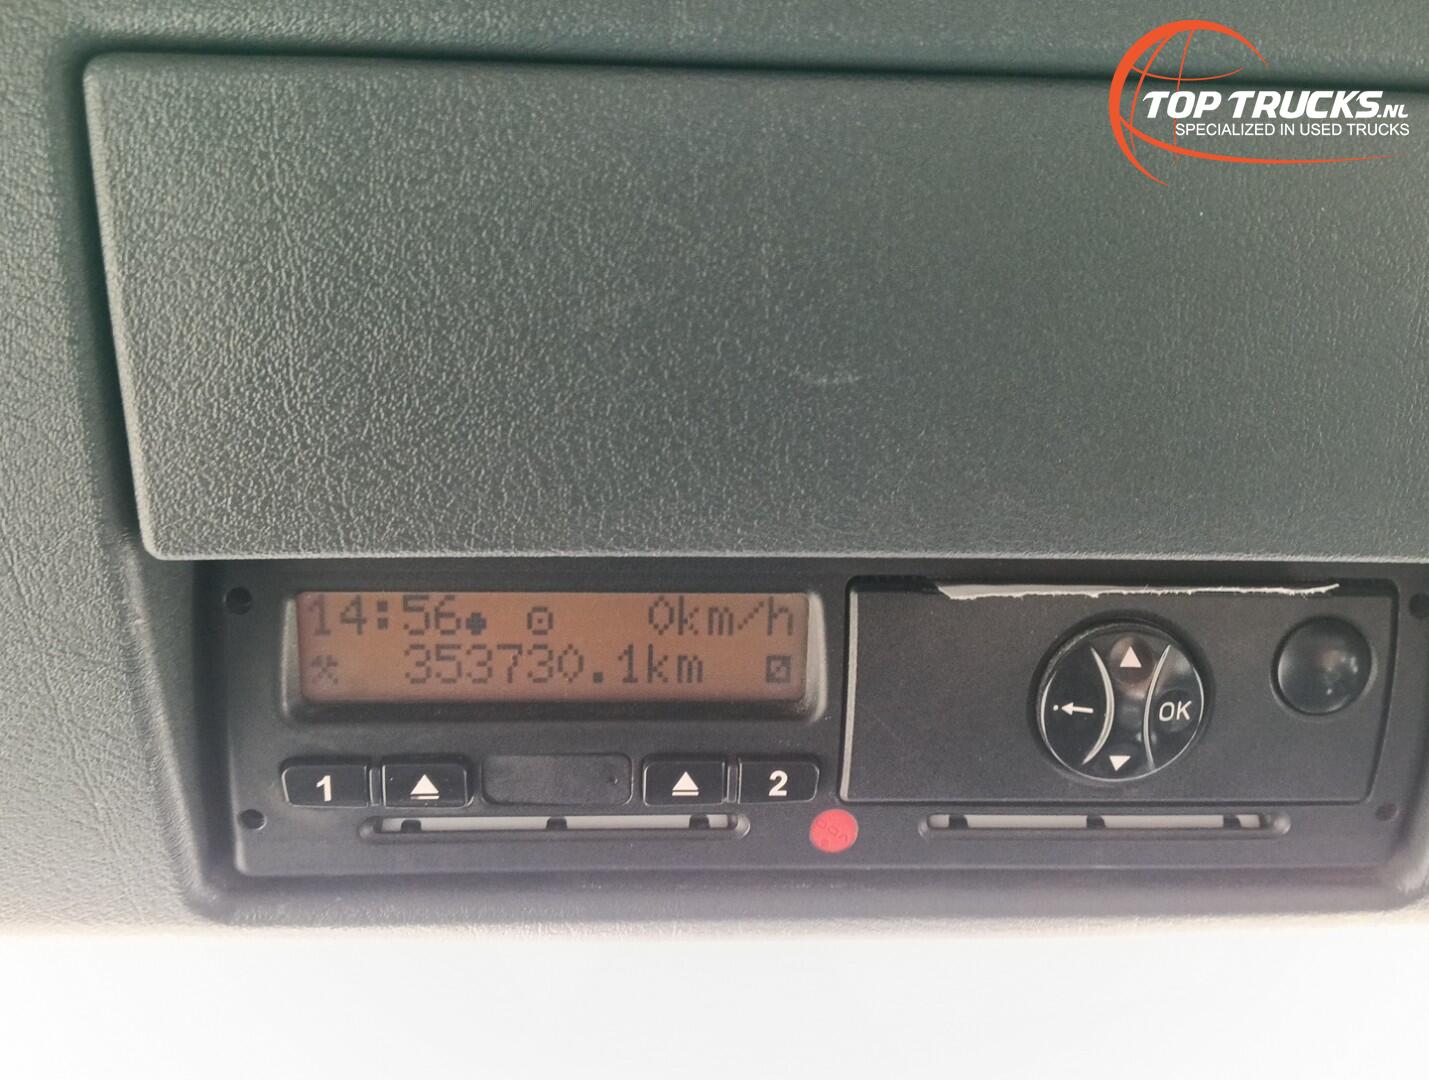 TOP TRUCKS.NL
SPECIALIZED IN USED TRUCKS
14:56 0km/h
353730.1km
OK
1 2